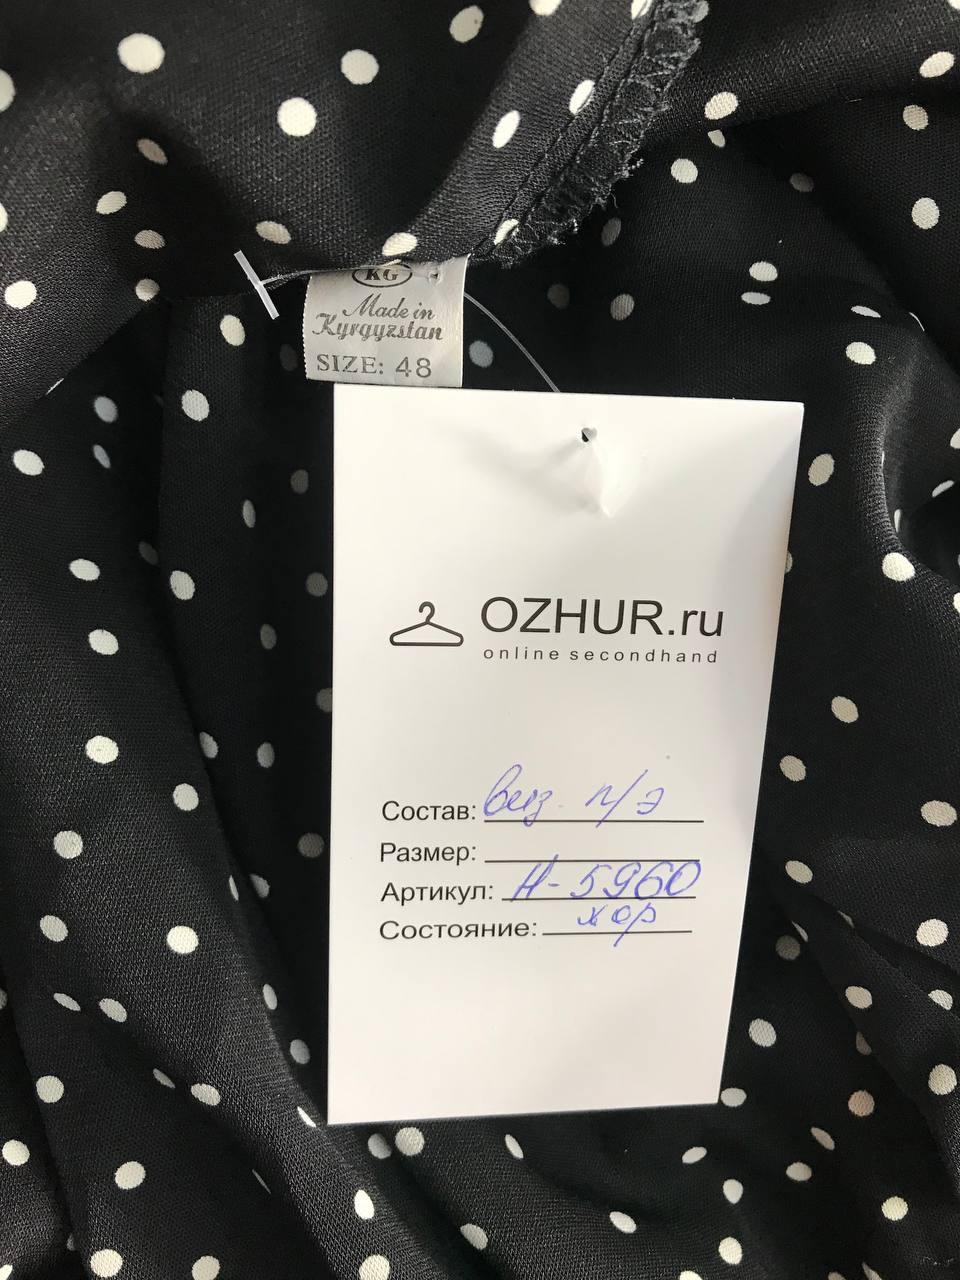 KG
Made in
Kyrgyzstan
SIZE: 48
OZHUR.ru
online secondhand
Состав: виз п/э
Размер:
Артикул: Н-5960
Состояние: хор